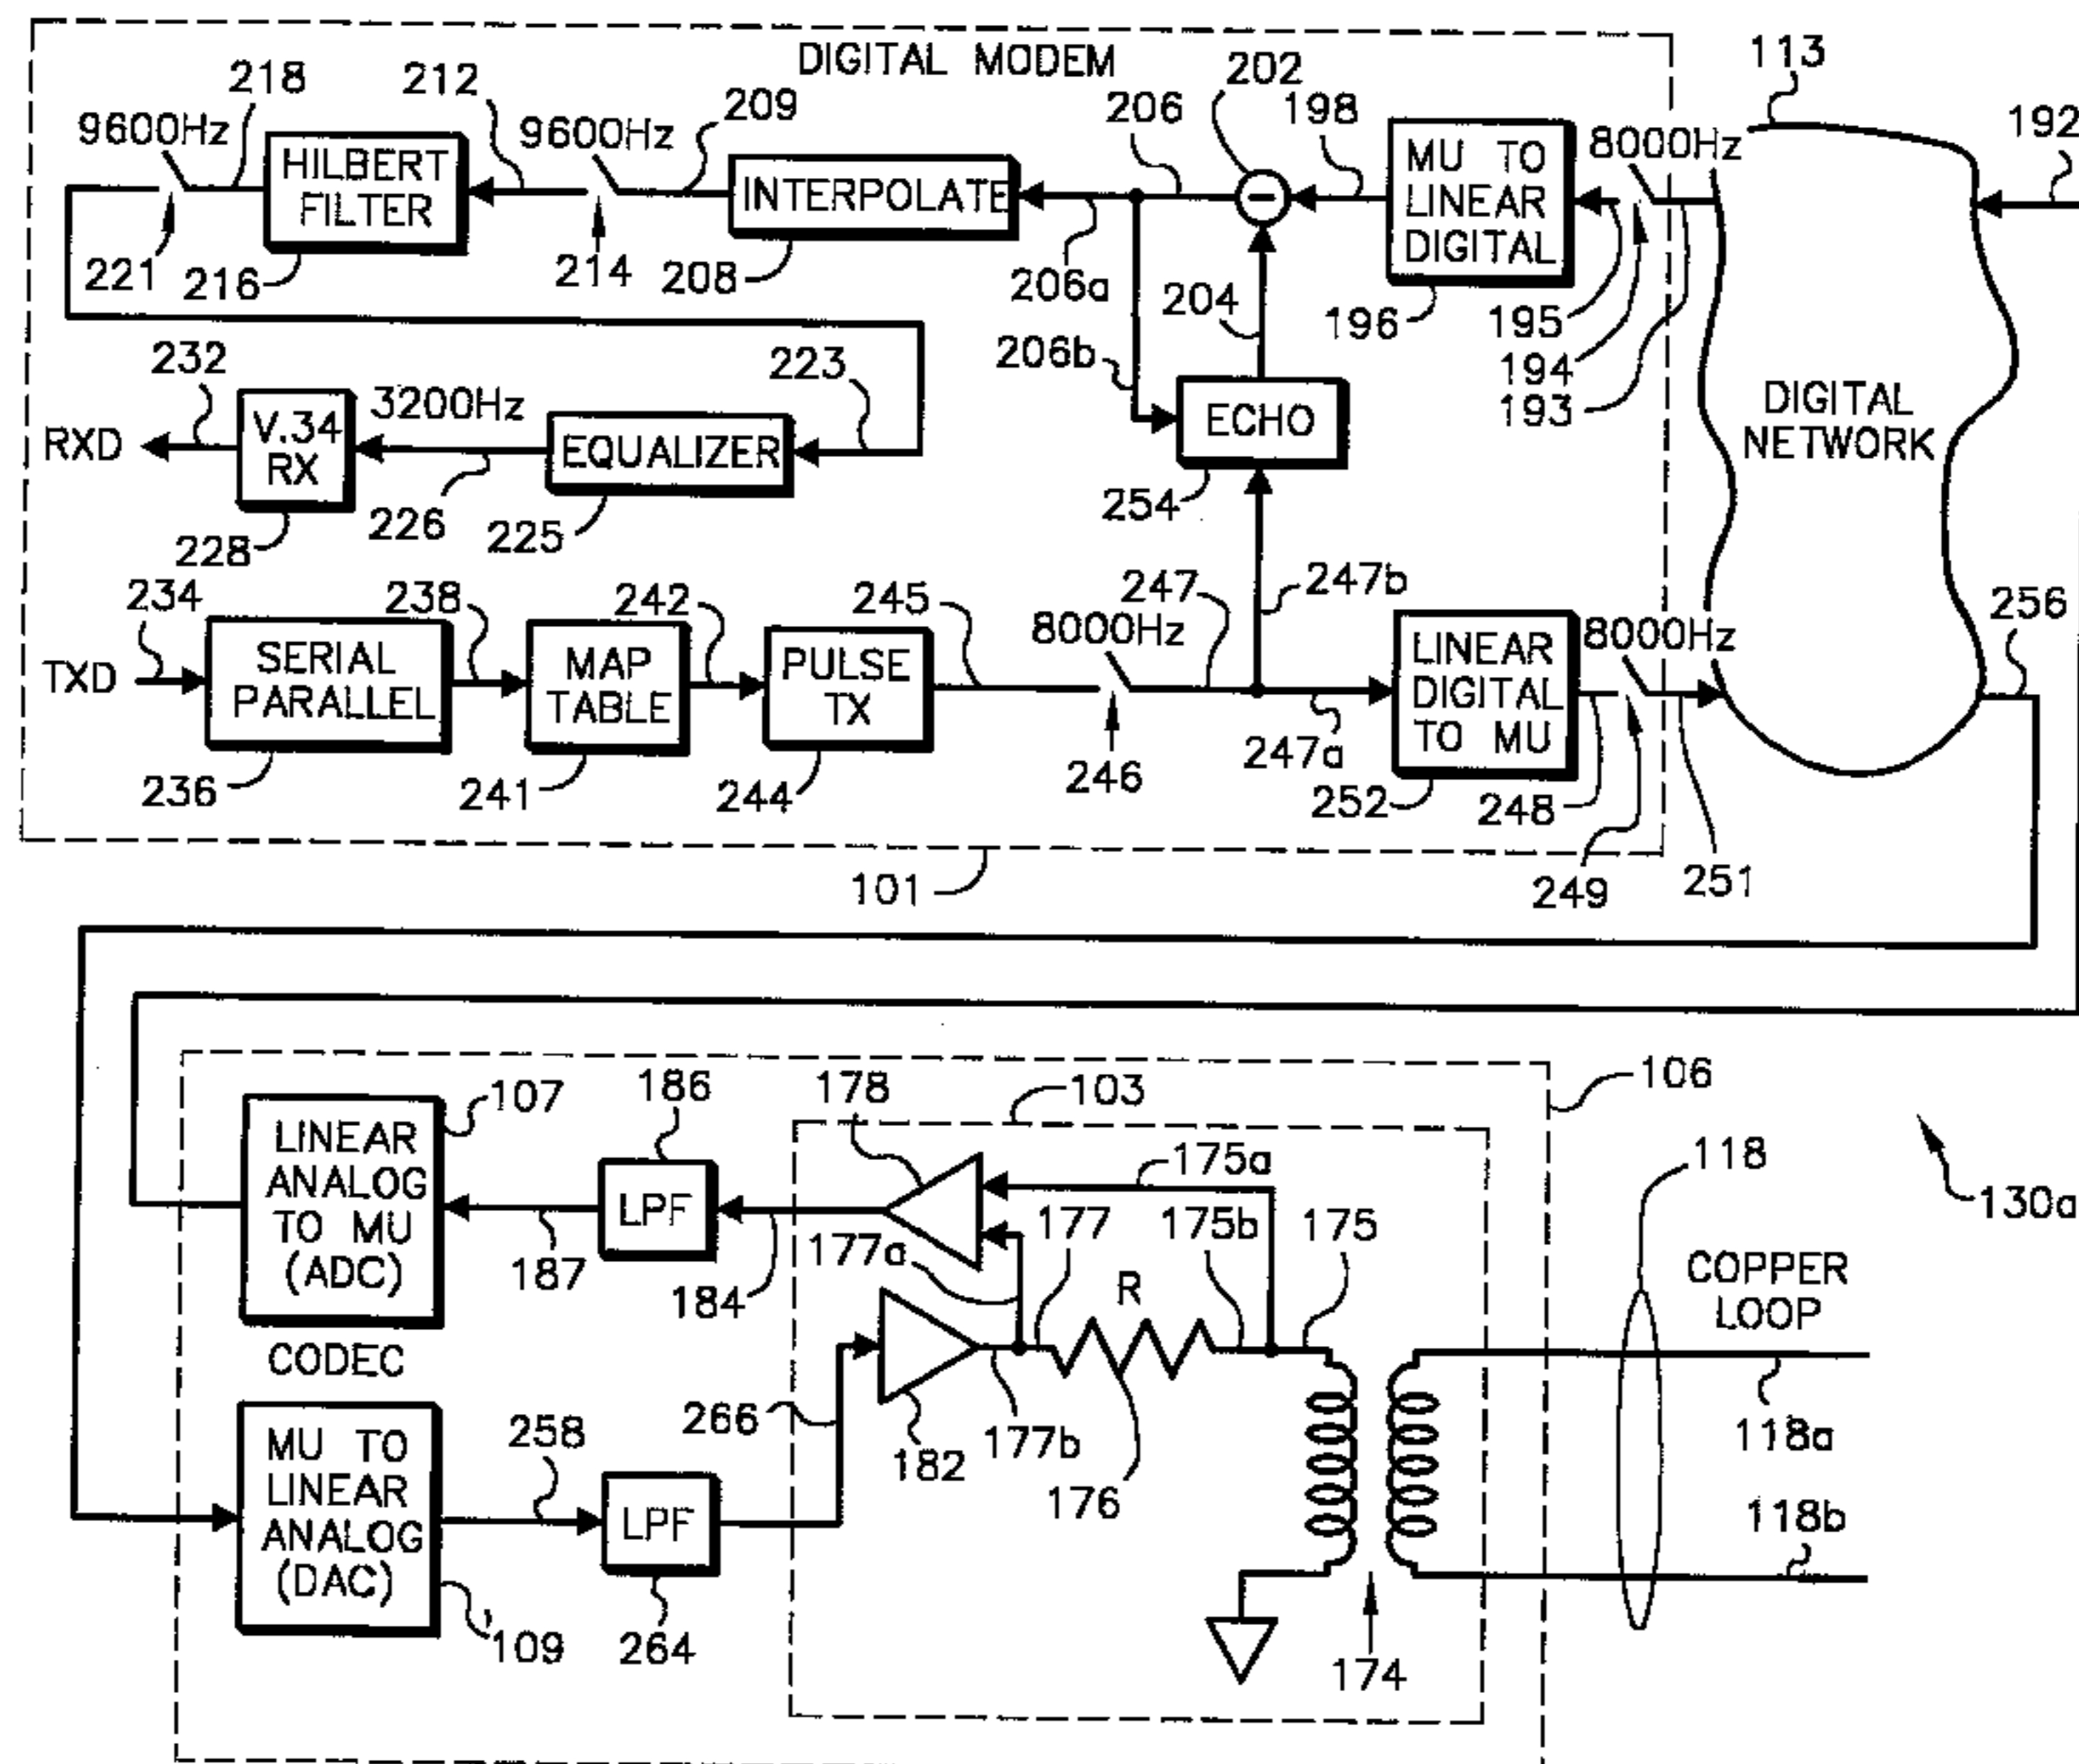 DIGITAL MODEM
113
218
212
209
202
206
198
192
9600Hz
9600Hz
8000Hz
HILBERT
FILTER
INTERPOLATE
MU TO
LINEAR
DIGITAL
221
216
214
208
206a
204
196
195
194
193
206b
232
223
3200Hz
RXD
V.34
RX
EQUALIZER
ECHO
DIGITAL
NETWORK
228
226
225
254
234
238
242
245
247
247b
256
8000Hz
8000Hz
TXD
SERIAL
PARALLEL
MAP
TABLE
PULSE
TX
LINEAR
DIGITAL
TO MU
236
241
244
246
247a
252
248
249
251
101
107
186
178
103
106
118
LINEAR
ANALOG
TO MU
(ADC)
LPF
175a
130a
187
184
177a
177
175b
175
R
COPPER
LOOP
CODEC
MU TO
LINEAR
ANALOG
(DAC)
258
LPF
266
182
177b
176
118a
118b
109
264
174